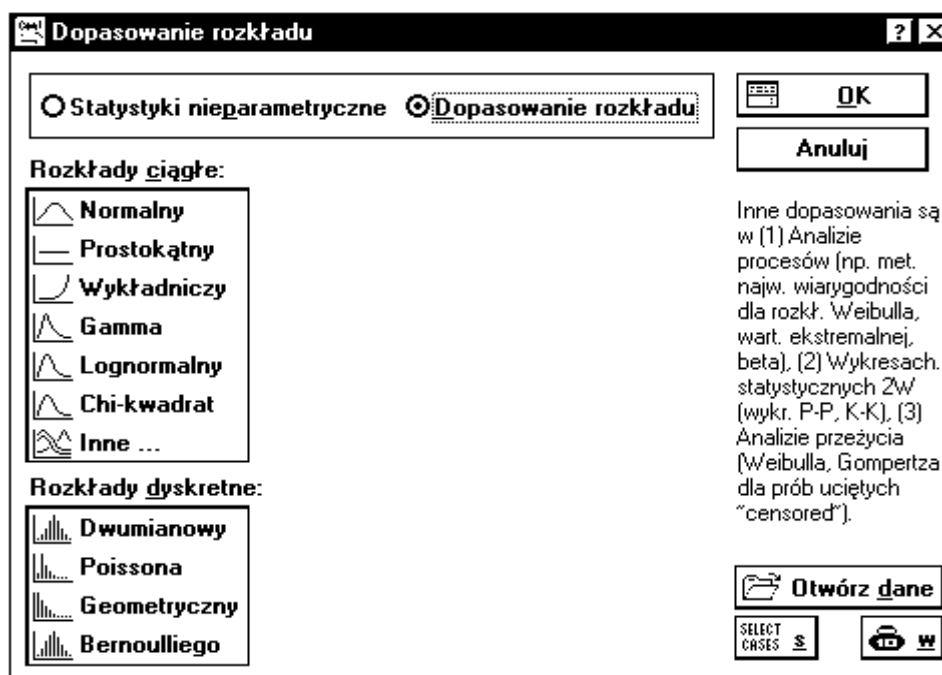 Dopasowanie rozkładu
Statystyki nieparametryczne Dopasowanie rozkładu
OK
Anuluj
Rozkłady ciągłe:
Normalny
Prostokątny
Wykładniczy
Gamma
Lognormalny
Chi-kwadrat
Inne ...
Rozkłady dyskretne:
Dwumianowy
Poissona
Geometryczny
Bernoulliego
Inne dopasowania są
w (1) Analizie
procesów (np. met.
najw. wiarygodności
dla rozkł. Weibulla,
wart. ekstremalnej,
beta), (2) Wykresach.
statystycznych 2W
(wykr. P-P, K-K), (3)
Analizie przeżycia
(Weibulla, Gompertza
dla prób uciętych
"censored").
Otwórz dane
SELECT
CASES S
W